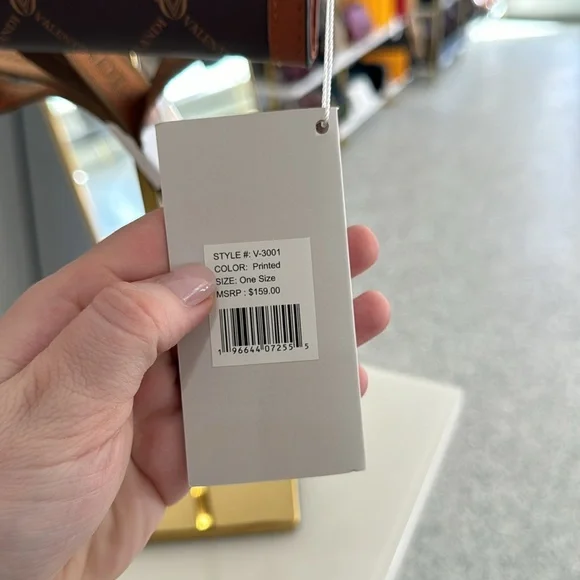 STYLE #: V-3001
COLOR: Printed
SIZE: One Size
MSRP : $159.00
1 96644 07255 5